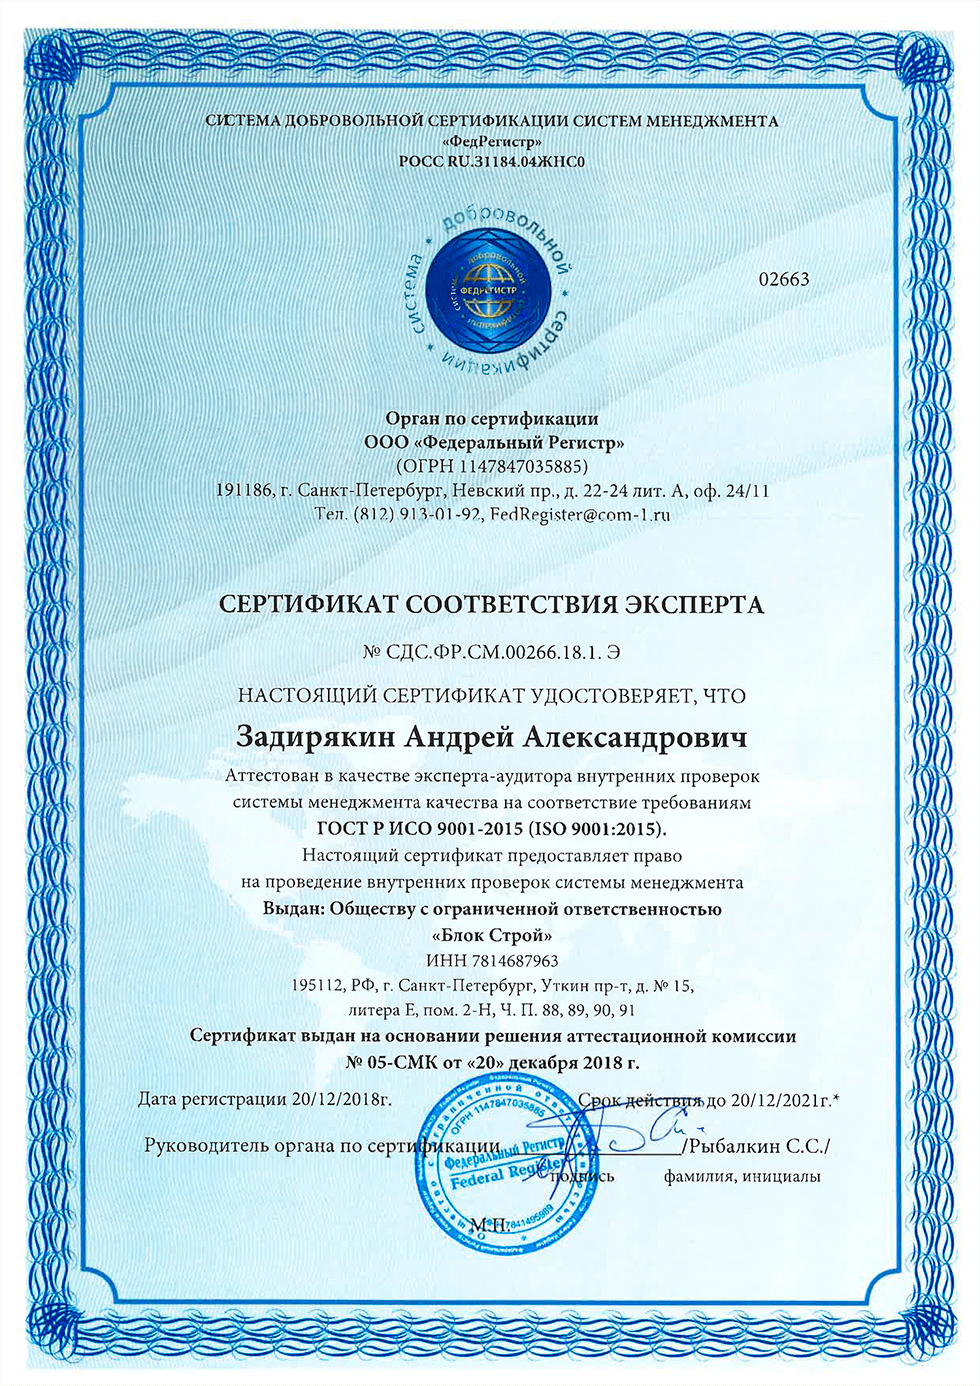 СИСТЕМА ДОБРОВОЛЬНОЙ СЕРТИФИКАЦИИ СИСТЕМ МЕНЕДЖМЕНТА
«ФедРегистр»
РОСС RU.31184.04ЖНС0
система * добровольной * сертификации *
ФЕДРЕГИСТР
02663
Орган по сертификации
ООО «Федеральный Регистр»
(ОГРН 1147847035885)
191186, г. Санкт-Петербург, Невский пр., д. 22-24 лит. А, оф. 24/11
Тел. (812) 913-01-92, FedRegister@com-1.ru
СЕРТИФИКАТ СООТВЕТСТВИЯ ЭКСПЕРТА
№ СДС.ФР.СМ.00266.18.1. Э
НАСТОЯЩИЙ СЕРТИФИКАТ УДОСТОВЕРЯЕТ, ЧТО
Задирякин Андрей Александрович
Аттестован в качестве эксперта-аудитора внутренних проверок
системы менеджмента качества на соответствие требованиям
ГОСТ Р ИСО 9001-2015 (ISO 9001:2015).
Настоящий сертификат предоставляет право
на проведение внутренних проверок системы менеджмента
Выдан: Обществу с ограниченной ответственностью
«Блок Строй»
ИНН 7814687963
195112, РФ, г. Санкт-Петербург, Уткин пр-т, д. № 15,
литера Е, пом. 2-Н, Ч. П. 88, 89, 90, 91
Сертификат выдан на основании решения аттестационной комиссии
№ 05-СМК от «20» декабря 2018 г.
Дата регистрации 20/12/2018г. Срок действия до 20/12/2021г.*
Руководитель органа по сертификации /Рыбалкин С.С./
подпись фамилия, инициалы
М.П.
ОГРН 1147847035885
Федеральный Регистр
Federal Register